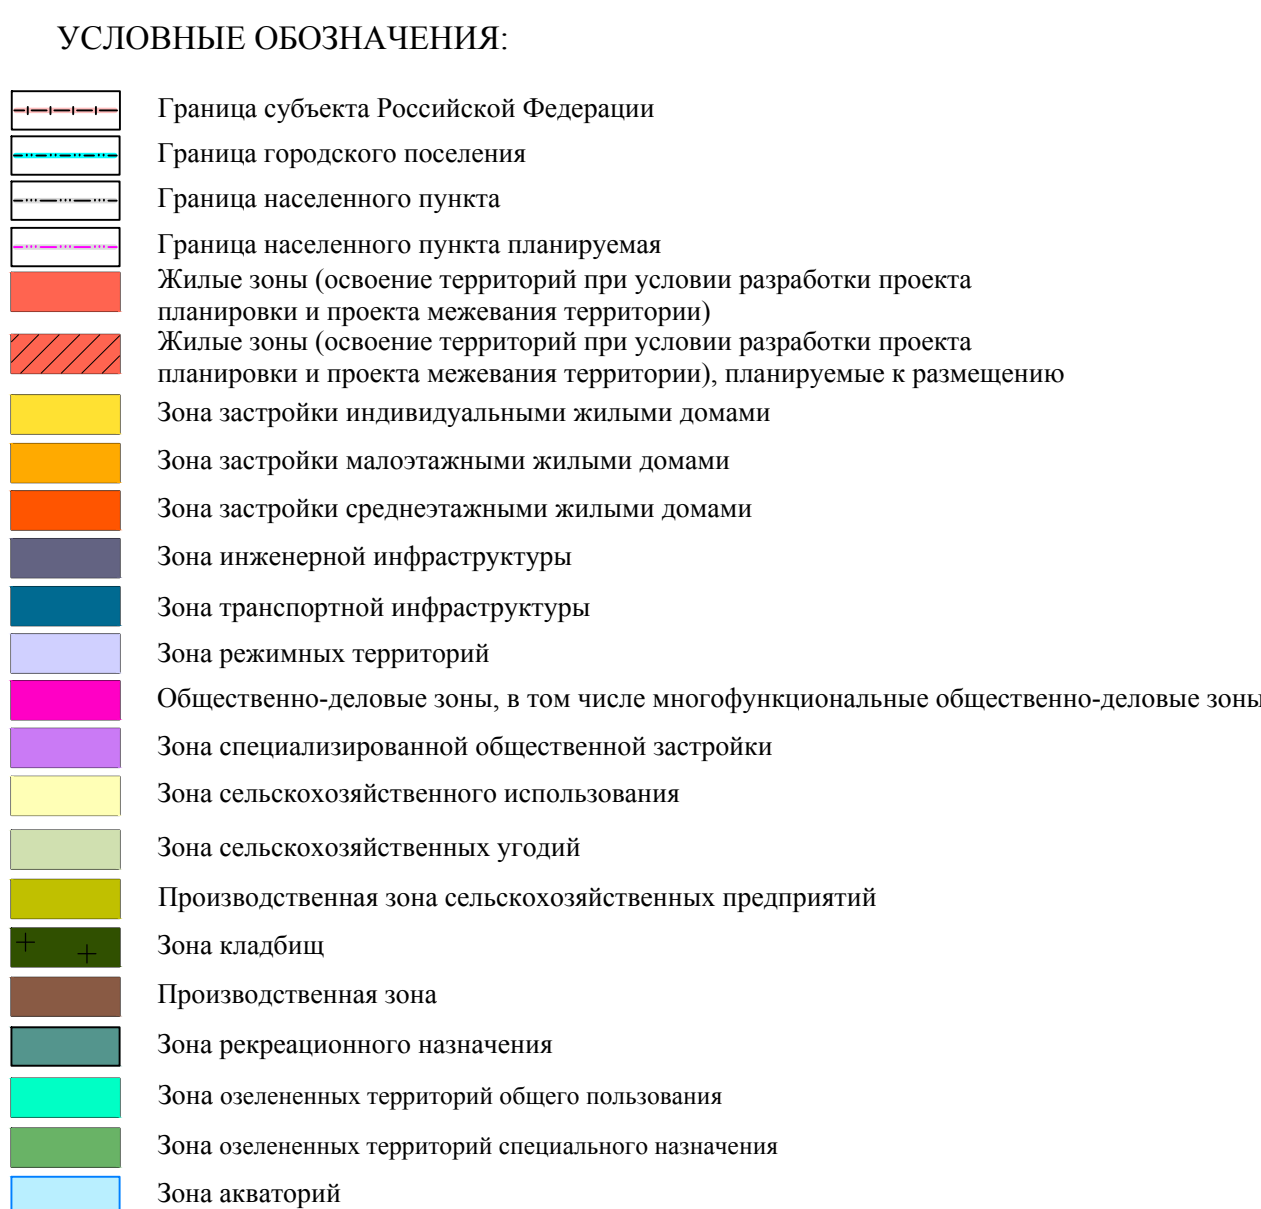 УСЛОВНЫЕ ОБОЗНАЧЕНИЯ:
Граница субъекта Российской Федерации
Граница городского поселения
Граница населенного пункта
Граница населенного пункта планируемая
Жилые зоны (освоение территорий при условии разработки проекта
планировки и проекта межевания территории)
Жилые зоны (освоение территорий при условии разработки проекта
планировки и проекта межевания территории), планируемые к размещению
Зона застройки индивидуальными жилыми домами
Зона застройки малоэтажными жилыми домами
Зона застройки среднеэтажными жилыми домами
Зона инженерной инфраструктуры
Зона транспортной инфраструктуры
Зона режимных территорий
Общественно-деловые зоны, в том числе многофункциональные общественно-деловые зоны
Зона специализированной общественной застройки
Зона сельскохозяйственного использования
Зона сельскохозяйственных угодий
Производственная зона сельскохозяйственных предприятий
Зона кладбищ
Производственная зона
Зона рекреационного назначения
Зона озелененных территорий общего пользования
Зона озелененных территорий специального назначения
Зона акваторий